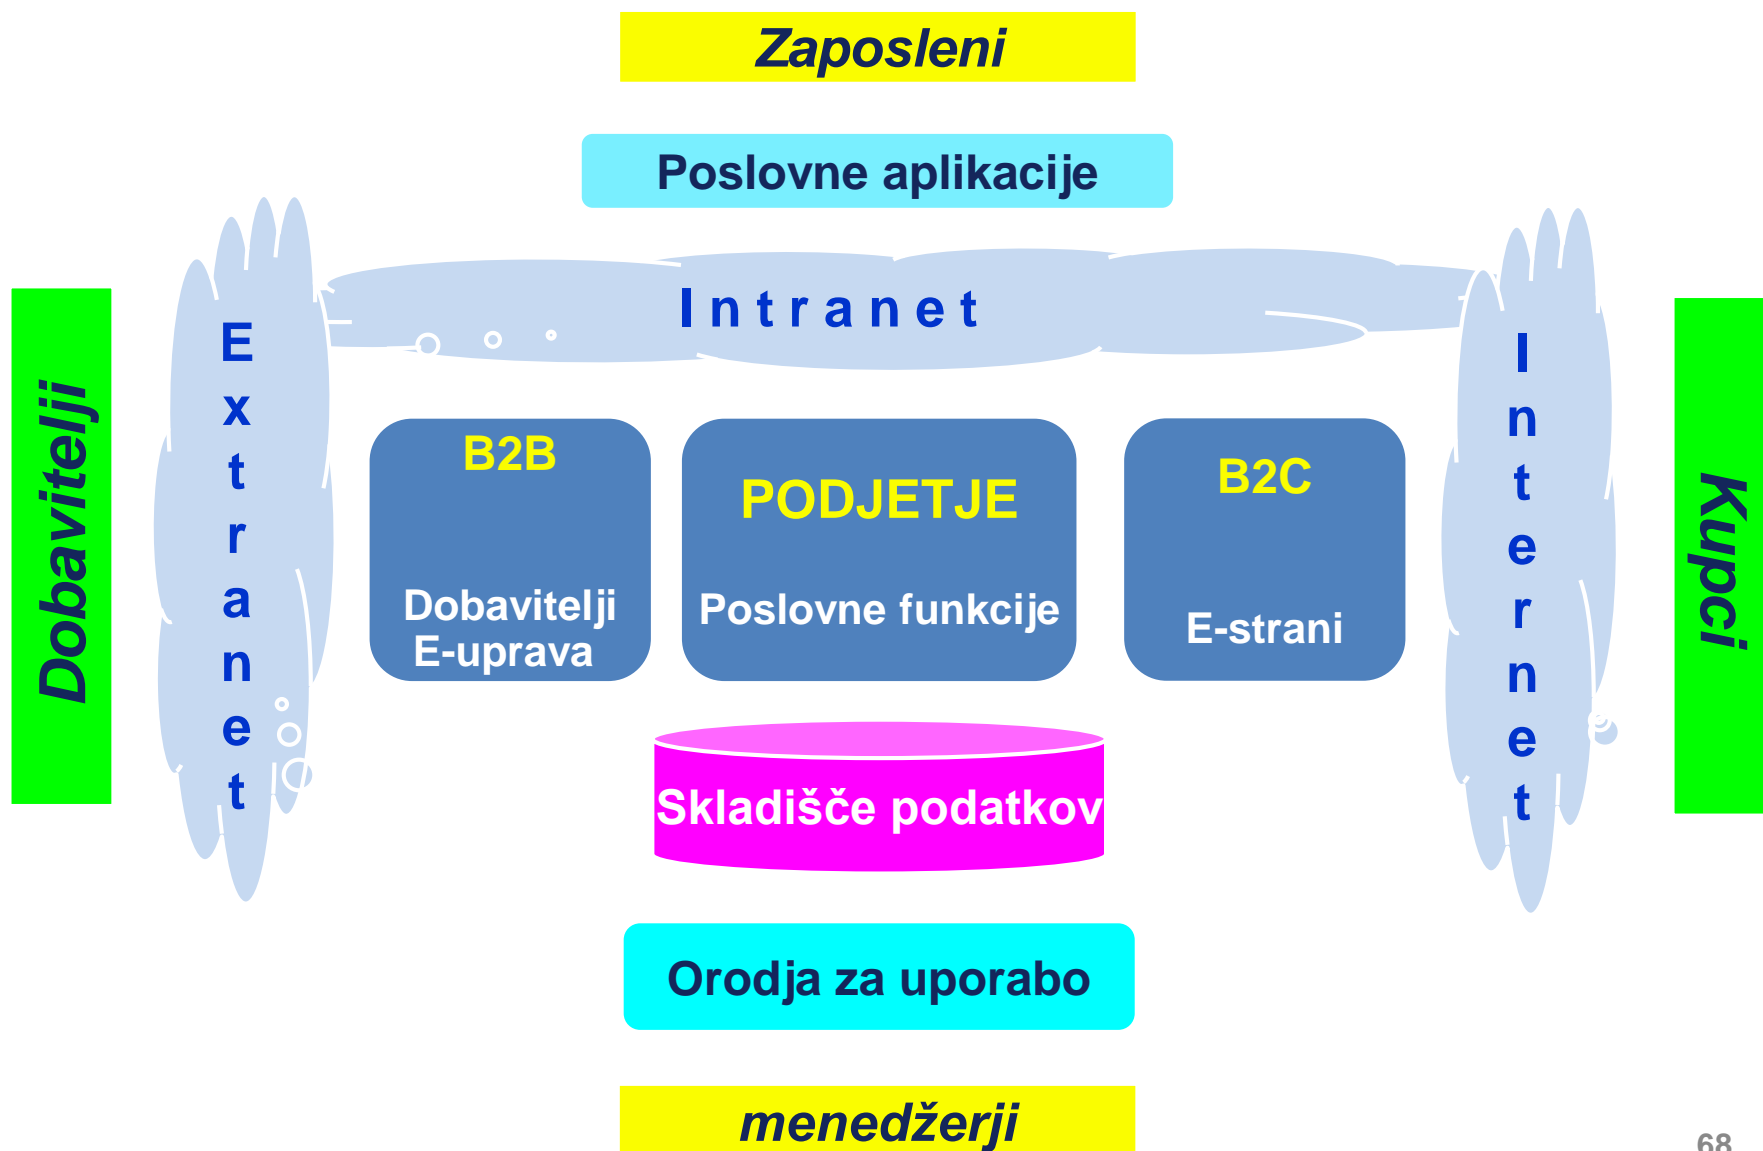 Zaposleni
Poslovne aplikacije
Intranet
Extranet
Dobavitelji
B2B
Dobavitelji
E-uprava
PODJETJE
Poslovne funkcije
B2C
E-strani
Internet
Kupci
Skladišče podatkov
Orodja za uporabo
menedžerji
68